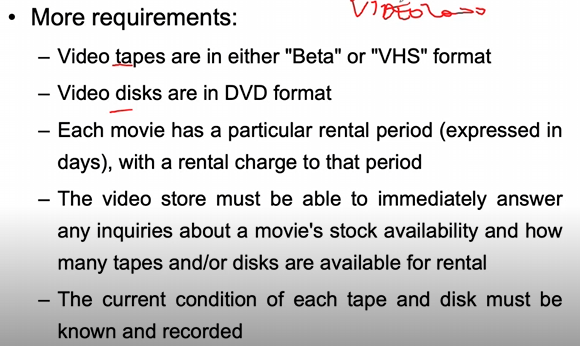 VIDEO2000
• More requirements:
– Video tapes are in either "Beta" or "VHS" format
– Video disks are in DVD format
– Each movie has a particular rental period (expressed in
days), with a rental charge to that period
– The video store must be able to immediately answer
any inquiries about a movie's stock availability and how
many tapes and/or disks are available for rental
– The current condition of each tape and disk must be
known and recorded